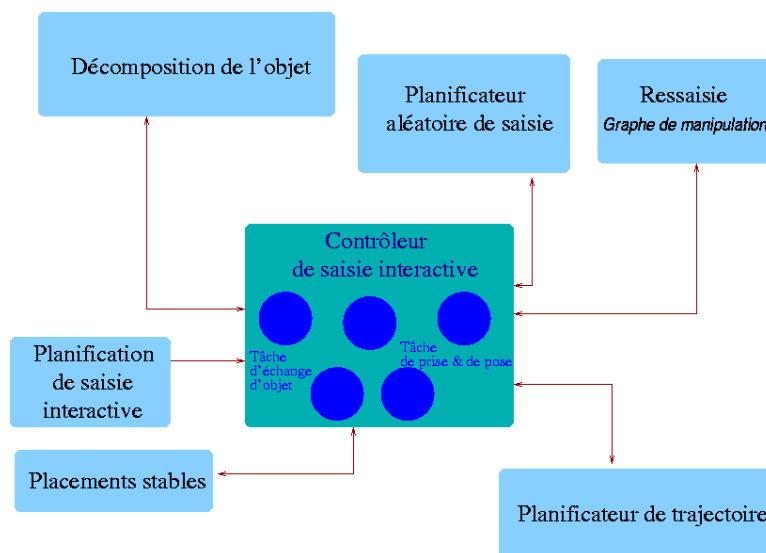 Décomposition de l'objet
Planificateur
aléatoire de saisie
Ressaisie
Graphe de manipulation
Contrôleur
de saisie interactive
Tâche
d'échange
d'objet
Tâche
de prise & de pose
Planification
de saisie
interactive
Placements stables
Planificateur de trajectoire